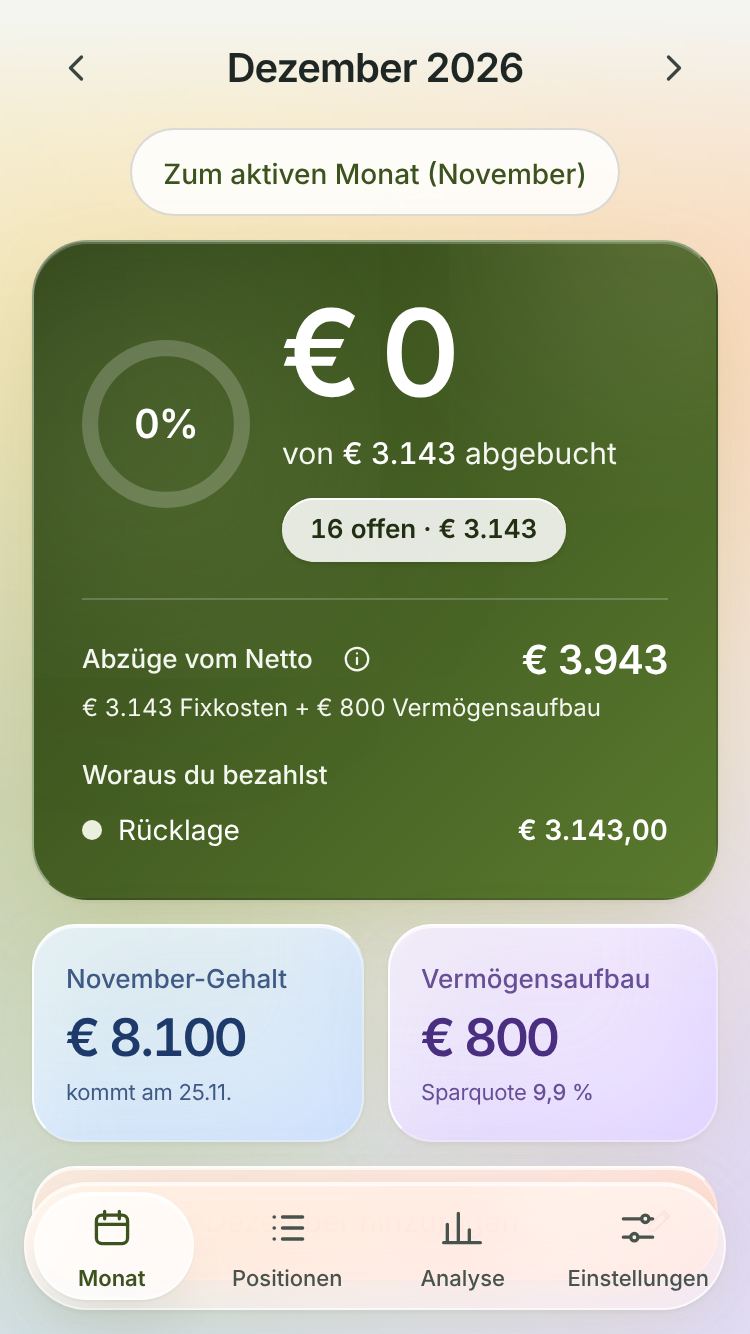 Dezember 2026
Zum aktiven Monat (November)
€ 0
0%
von € 3.143 abgebucht
16 offen · € 3.143
Abzüge vom Netto
€ 3.943
€ 3.143 Fixkosten + € 800 Vermögensaufbau
Woraus du bezahlst
Rücklage
€ 3.143,00
November-Gehalt
€ 8.100
kommt am 25.11.
Vermögensaufbau
€ 800
Sparquote 9,9 %
Monat
Positionen
Analyse
Einstellungen